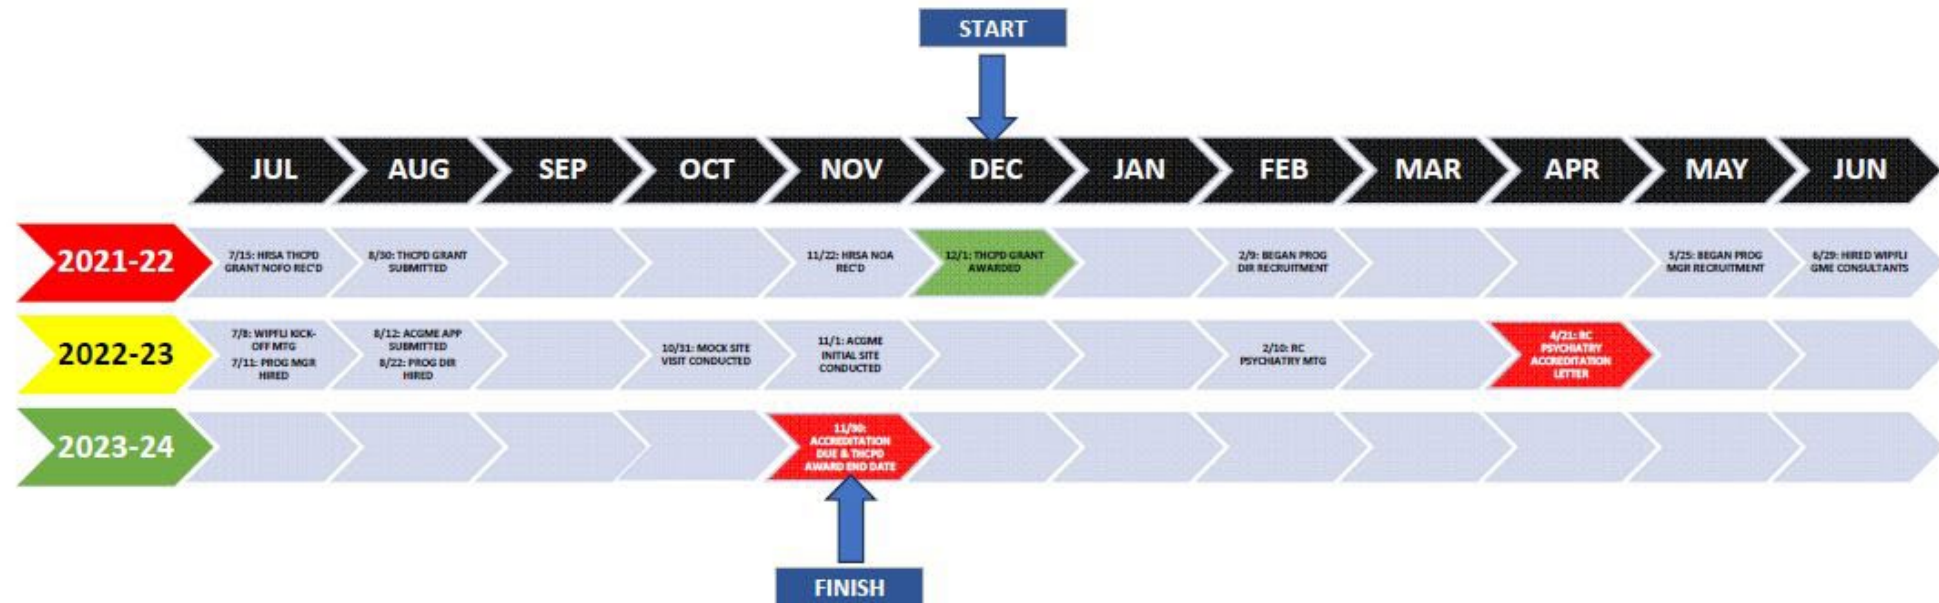 START
JUL AUG SEP OCT NOV DEC JAN FEB MAR APR MAY JUN
2021-22
7/15: HRSA THCPD
GRANT NOFO REC'D
8/30: THCPD GRANT
SUBMITTED
11/22: HRSA NOA
REC'D
12/1: THCPD GRANT
AWARDED
2/9: BEGAN PROG
DIR RECRUITMENT
5/25: BEGAN PROG
MGR RECRUITMENT
6/29: HIRED WIPFLI
GME CONSULTANTS
2022-23
7/8: WIPFLI KICK-
OFF MTG
7/11: PROG MGR
HIRED
8/12: ACGME APP
SUBMITTED
8/22: PROG DIR
HIRED
10/31: MOCK SITE
VISIT CONDUCTED
11/1: ACGME
INITIAL SITE
CONDUCTED
2/10: RC
PSYCHIATRY MTG
4/21: RC
PSYCHIATRY
ACCREDITATION
LETTER
2023-24
11/30:
ACCREDITATION
DUE & THCPD
AWARD END DATE
FINISH